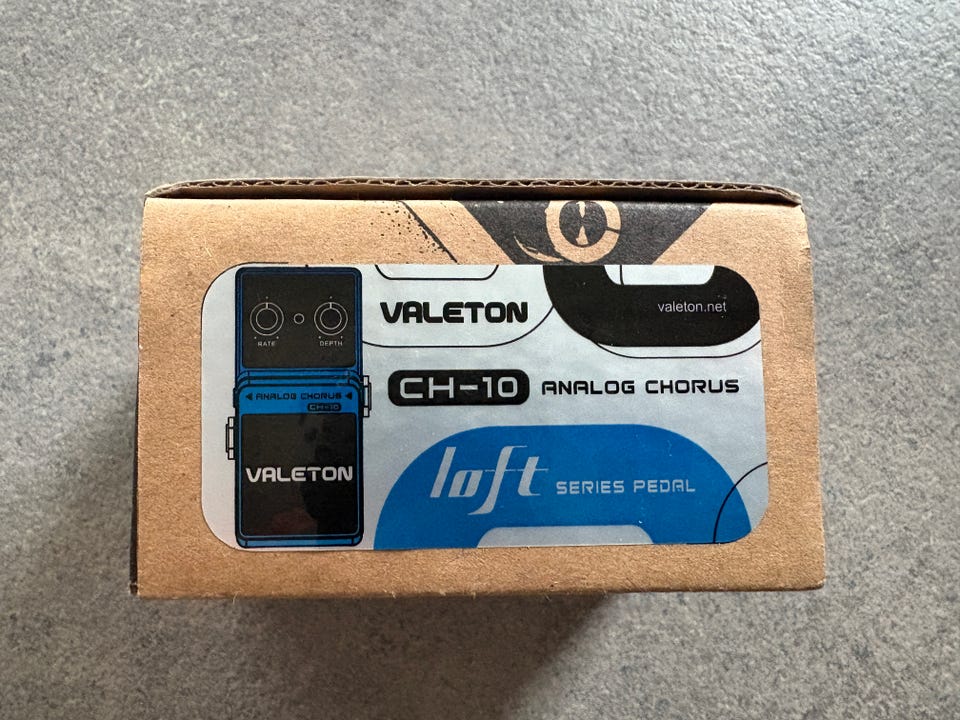 VALETON
valeton.net
CH-10 ANALOG CHORUS
loft SERIES PEDAL
RATE DEPTH
ANALOG CHORUS
CH-10
VALETON